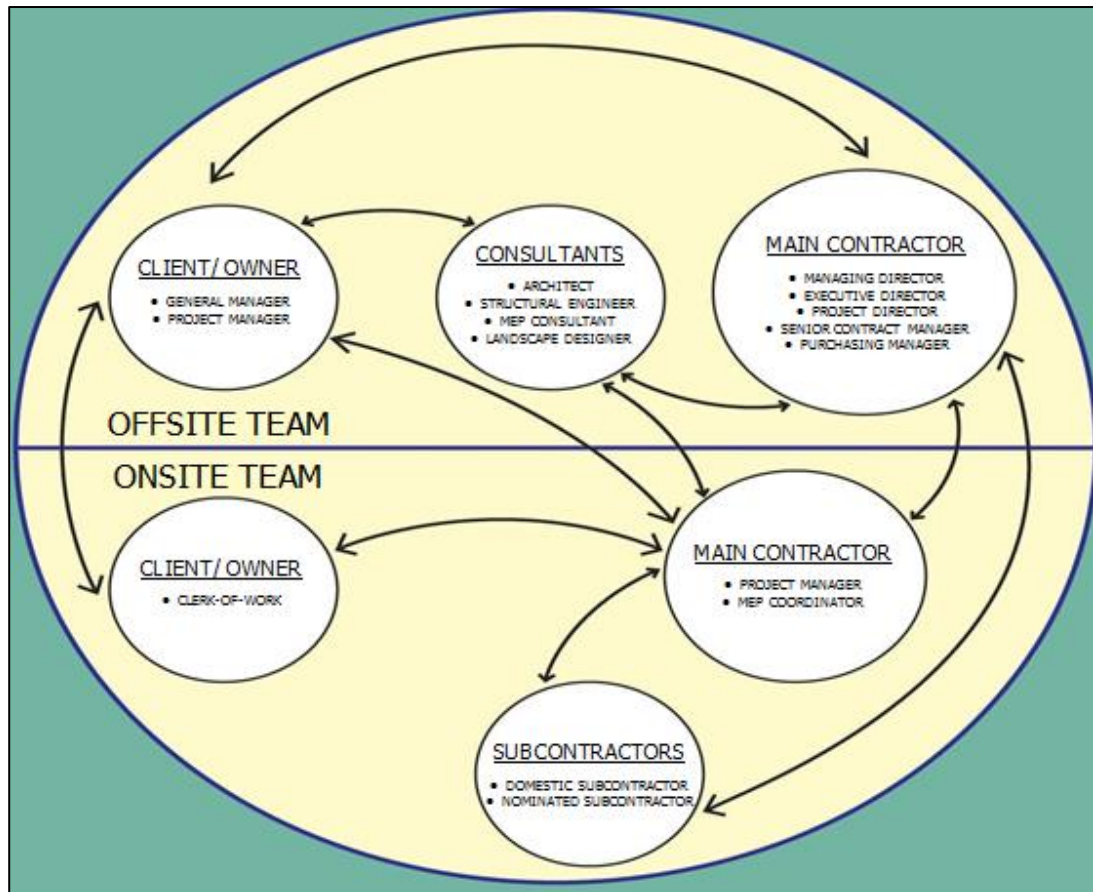 CLIENT/ OWNER
• GENERAL MANAGER
• PROJECT MANAGER
CONSULTANTS
• ARCHITECT
• STRUCTURAL ENGINEER
• MEP CONSULTANT
• LANDSCAPE DESIGNER
MAIN CONTRACTOR
• MANAGING DIRECTOR
• EXECUTIVE DIRECTOR
• PROJECT DIRECTOR
• SENIOR CONTRACT MANAGER
• PURCHASING MANAGER
OFFSITE TEAM
ONSITE TEAM
CLIENT/ OWNER
• CLERK-OF-WORK
MAIN CONTRACTOR
• PROJECT MANAGER
• MEP COORDINATOR
SUBCONTRACTORS
• DOMESTIC SUBCONTRACTOR
• NOMINATED SUBCONTRACTOR